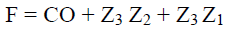 F = CO + Z₃ Z₂ + Z₃ Z₁